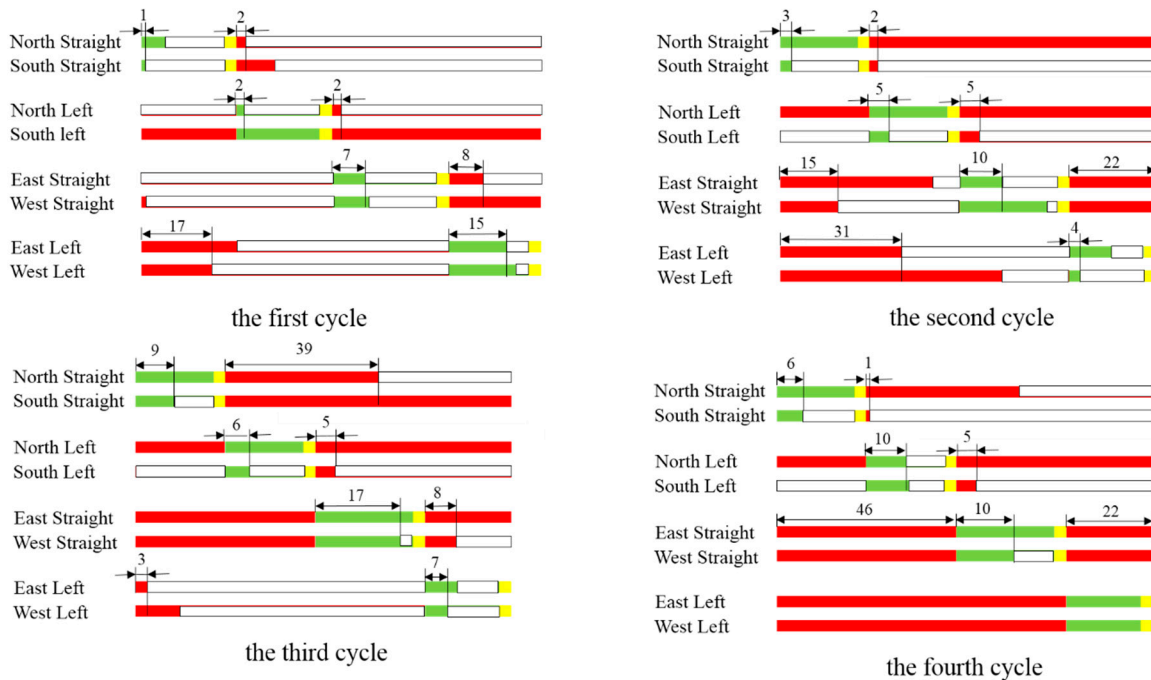 1 2
North Straight
South Straight
2 2
North Left
South left
7 8
East Straight
West Straight
17 15
East Left
West Left
the first cycle
3 2
North Straight
South Straight
5 5
North Left
South Left
15 10 22
East Straight
West Straight
31 4
East Left
West Left
the second cycle
9 39
North Straight
South Straight
6 5
North Left
South Left
17 8
East Straight
West Straight
3 7
East Left
West Left
the third cycle
6 1
North Straight
South Straight
10 5
North Left
South Left
46 10 22
East Straight
West Straight
East Left
West Left
the fourth cycle